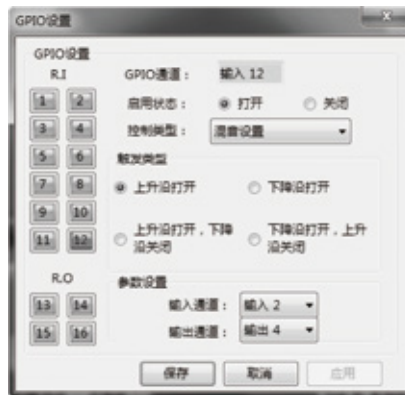 GPIO设置
GPIO设置
R.I
GPIO通道： 输入 12
1 2
启用状态： 打开 关闭
3 4
控制类型： 混音设置
5 6
触发类型
7 8
上升沿打开 下降沿打开
9 10
11 12
上升沿打开，下降沿关闭
下降沿打开，上升沿关闭
R.O
参数设置
13 14
输入通道： 输入 2
15 16
输出通道： 输出 4
保存 取消 应用